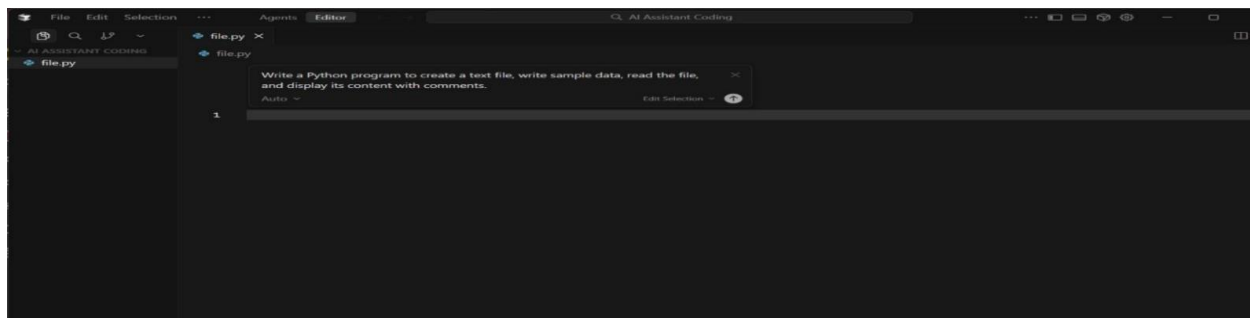 File Edit Selection ··· Agents Editor AI Assistant Coding ···
file.py
AI ASSISTANT CODING
file.py
file.py
Write a Python program to create a text file, write sample data, read the file,
and display its content with comments.
Auto Edit Selection
1